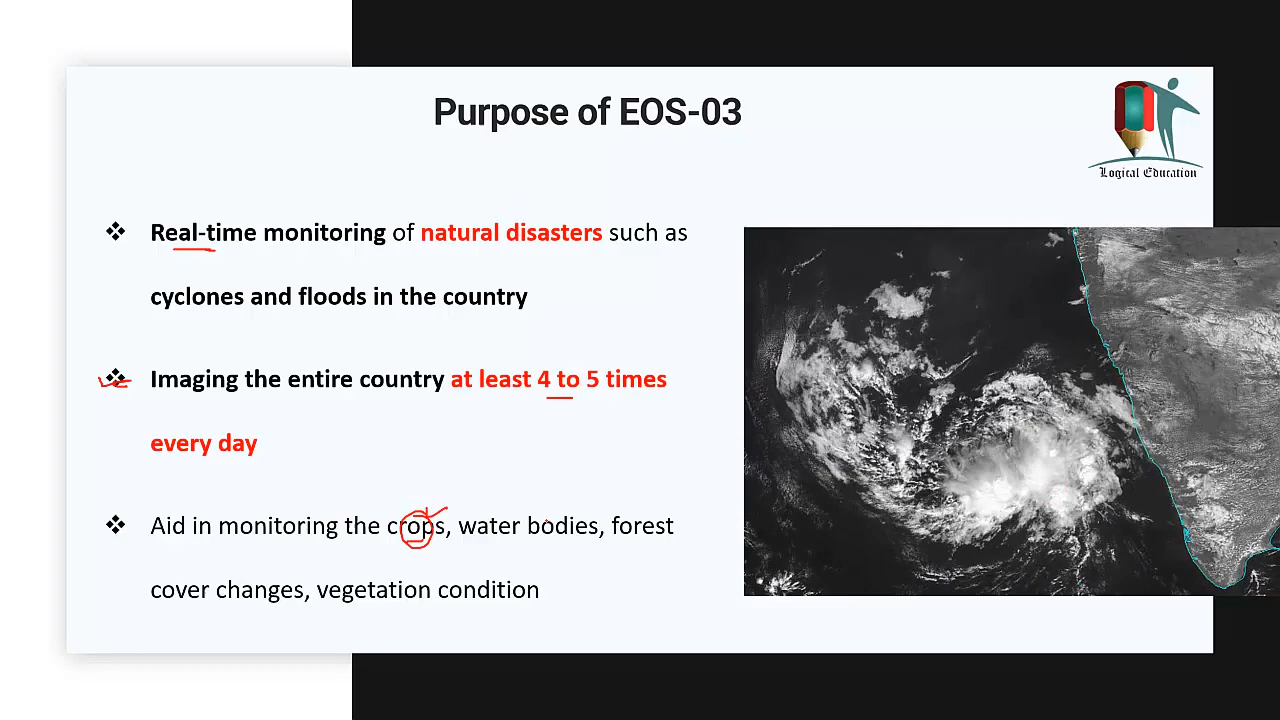 Purpose of EOS-03
Logical Education
Real-time monitoring of natural disasters such as
cyclones and floods in the country
Imaging the entire country at least 4 to 5 times
every day
Aid in monitoring the crops, water bodies, forest
cover changes, vegetation condition